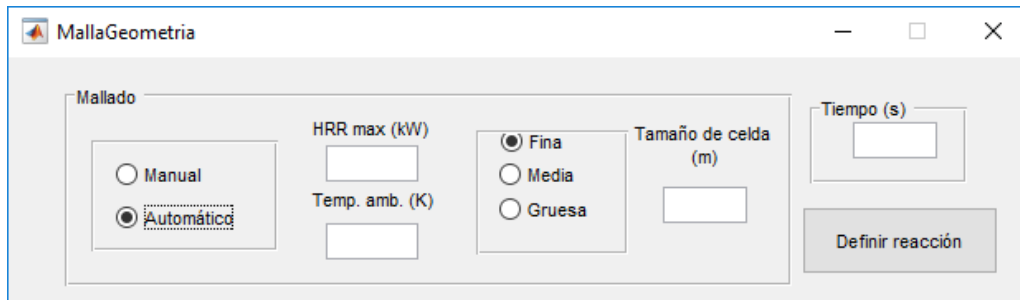 MallaGeometria
Mallado
Manual
Automático
HRR max (kW)
Temp. amb. (K)
Fina
Media
Gruesa
Tamaño de celda
(m)
Tiempo (s)
Definir reacción